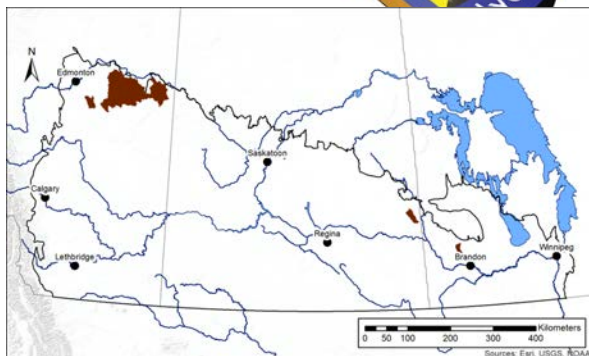 N
Edmonton
Saskatoon
Calgary
Regina
Lethbridge
Brandon
Winnipeg
Kilometers
0 50 100 200 300 400
Sources: Esri, USGS, NOAA